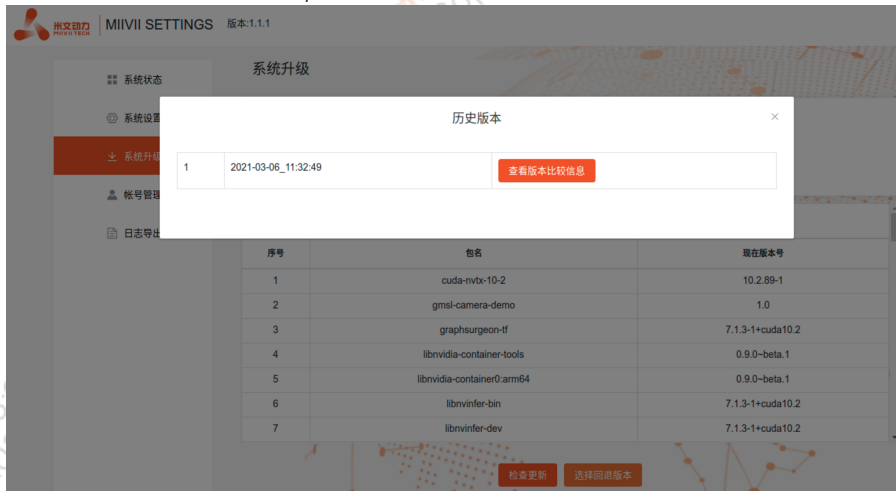 米文动力
MIIVII TECH
MIIVII SETTINGS
版本:1.1.1
系统状态
系统设置
系统升级
帐号管理
日志导出
系统升级
历史版本
×
1 2021-03-06_11:32:49 查看版本比较信息
序号 包名 现在版本号
1 cuda-nvtx-10-2 10.2.89-1
2 gmsl-camera-demo 1.0
3 graphsurgeon-tf 7.1.3-1+cuda10.2
4 libnvidia-container-tools 0.9.0~beta.1
5 libnvidia-container0:arm64 0.9.0~beta.1
6 libnvinfer-bin 7.1.3-1+cuda10.2
7 libnvinfer-dev 7.1.3-1+cuda10.2
检查更新 选择回退版本